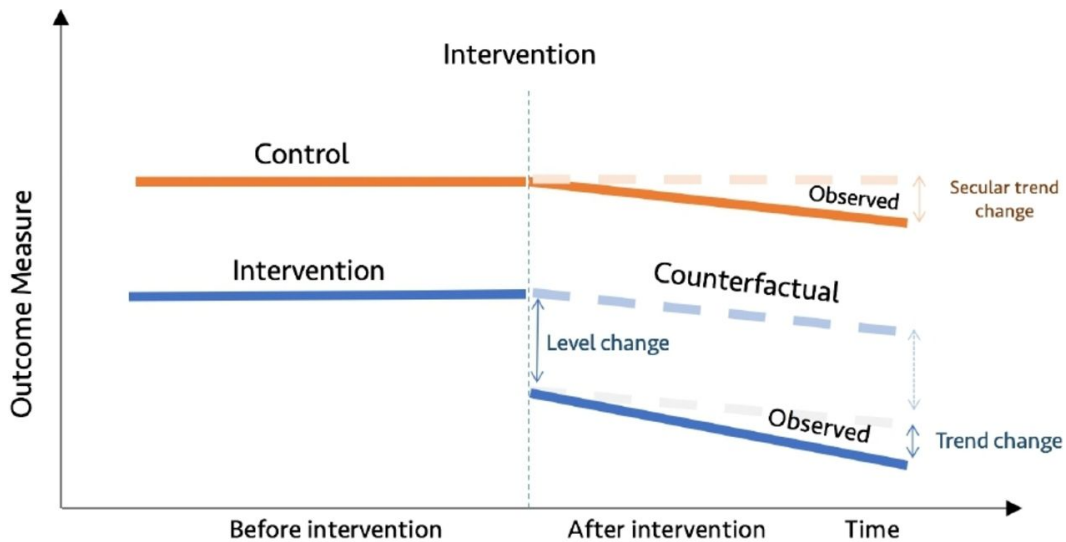 Intervention
Control
Observed
Secular trend
change
Intervention
Counterfactual
Level change
Observed
Trend change
Outcome Measure
Before intervention
After intervention
Time